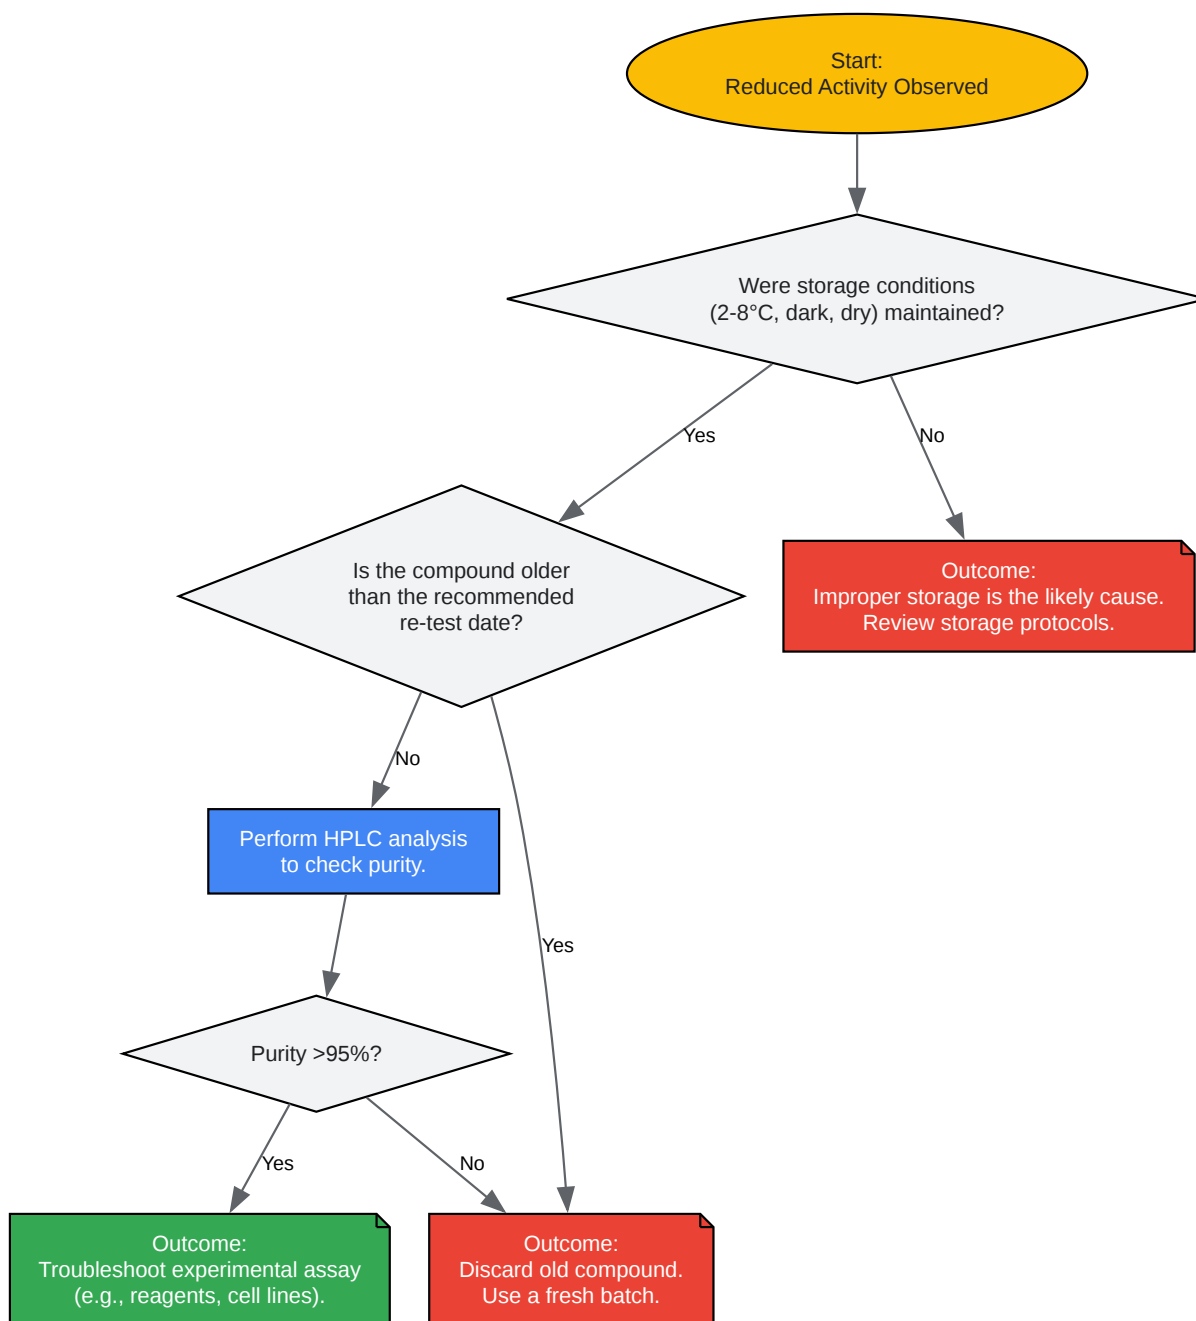 Start:
Reduced Activity Observed
Were storage conditions
(2-8°C, dark, dry) maintained?
Yes
No
Is the compound older
than the recommended
re-test date?
Outcome:
Improper storage is the likely cause.
Review storage protocols.
No
Perform HPLC analysis
to check purity.
Yes
Purity >95%?
Yes
No
Outcome:
Troubleshoot experimental assay
(e.g., reagents, cell lines).
Outcome:
Discard old compound.
Use a fresh batch.